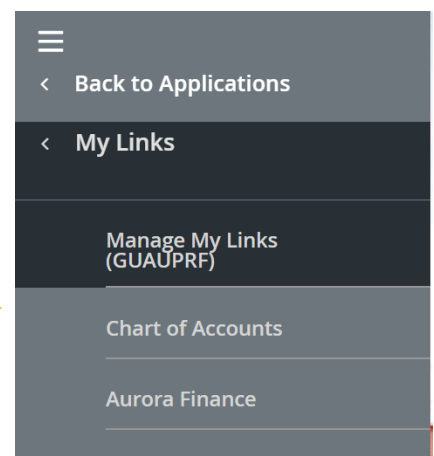 Back to Applications
My Links
Manage My Links
(GUAUPRF)
Chart of Accounts
Aurora Finance